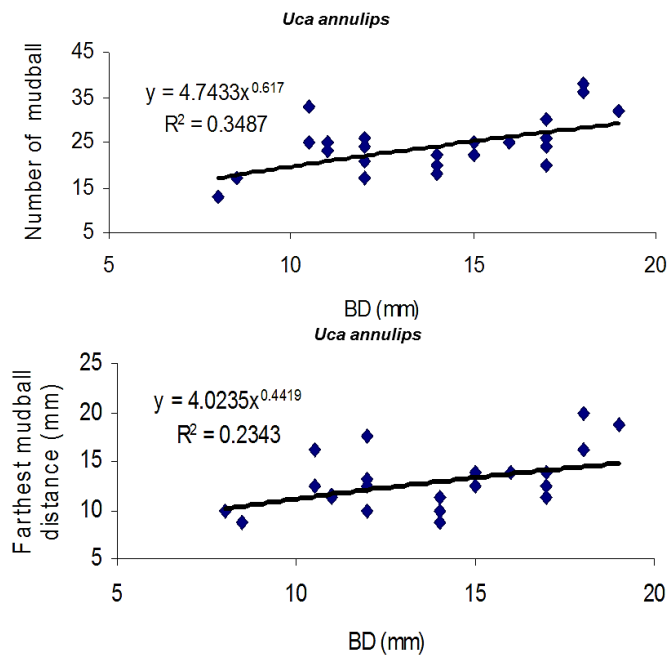 Uca annulips
Number of mudball
45
35
25
15
5
y = 4.7433x^0.617
R² = 0.3487
5 10 15 20
BD (mm)
Uca annulips
Farthest mudball
distance (mm)
25
20
15
10
5
y = 4.0235x^0.4419
R² = 0.2343
5 10 15 20
BD (mm)